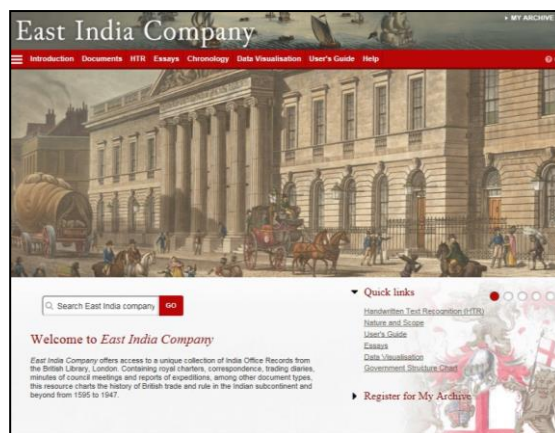 East India Company
MY ARCHIVE
Introduction Documents HTR Essays Chronology Data Visualisation User's Guide Help
Search East India company GO
Welcome to East India Company
East India Company offers access to a unique collection of India Office Records from
the British Library, London. Containing royal charters, correspondence, trading diaries,
minutes of council meetings and reports of expeditions, among other document types,
this resource charts the history of British trade and rule in the Indian subcontinent and
beyond from 1595 to 1947.
Quick links
Handwritten Text Recognition (HTR)
Nature and Scope
User's Guide
Essays
Data Visualisation
Government Structure Chart
Register for My Archive